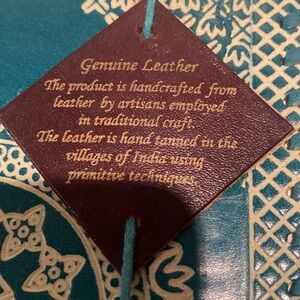 Genuine Leather
The product is handcrafted from
leather by artisans employed
in traditional craft.
The leather is hand tanned in the
villages of India using
primitive techniques.